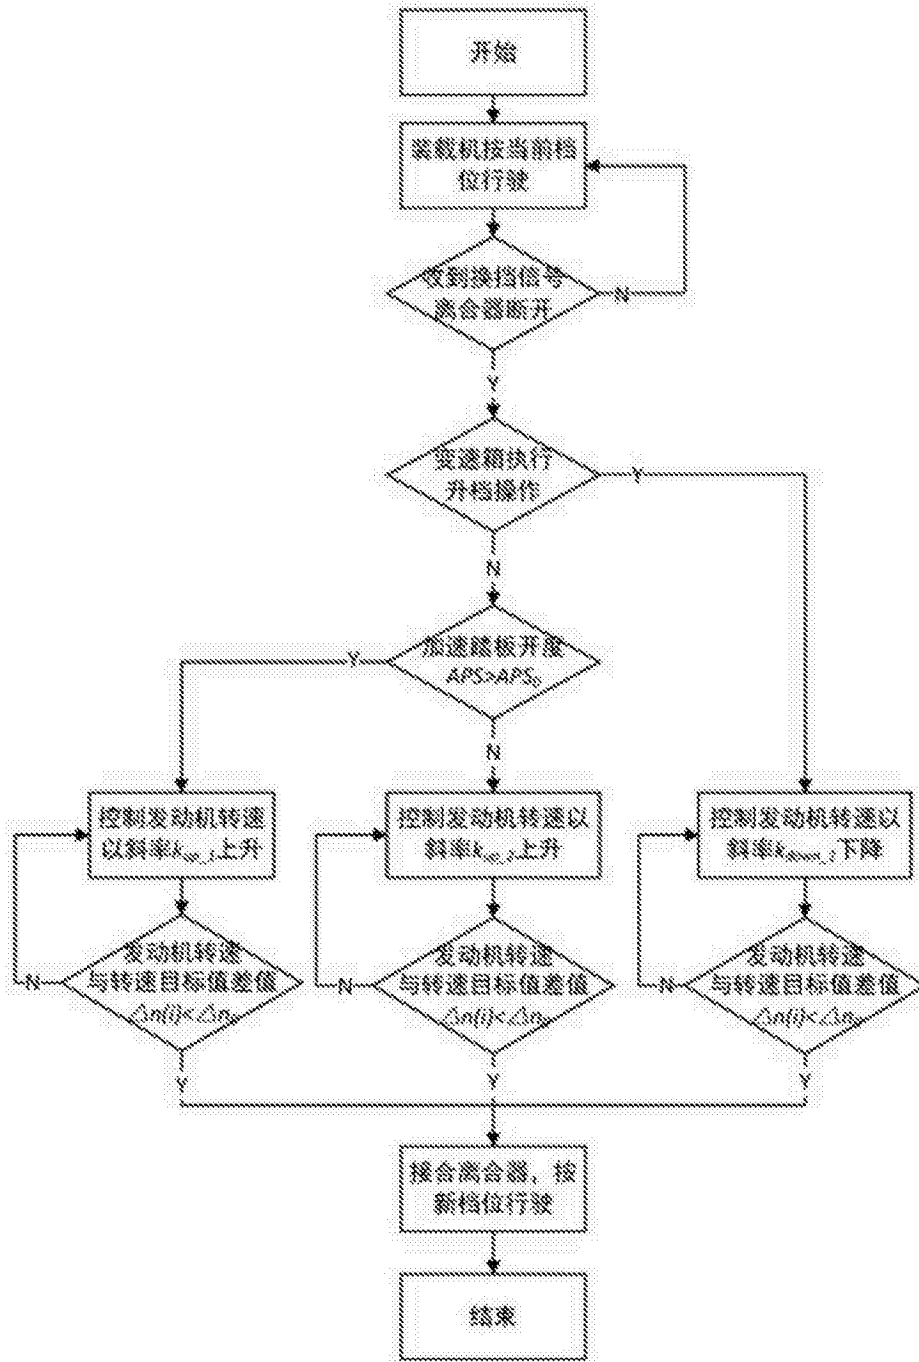 开始
装载机按当前档
位行驶
收到换挡信号
离合器断开
N
Y
变速箱执行
升档操作
Y
N
加速踏板开度
APS>APS₀
Y
N
控制发动机转速
以斜率kup_1上升
控制发动机转速以
斜率kup_2上升
控制发动机转速以
斜率kdown_2下降
发动机转速
与转速目标值差值
△n(i)<△n₀
N
发动机转速
与转速目标值差值
△n(i)<△n₀
N
发动机转速
与转速目标值差值
△n(i)<△n₀
N
Y
Y
Y
接合离合器，按
新档位行驶
结束